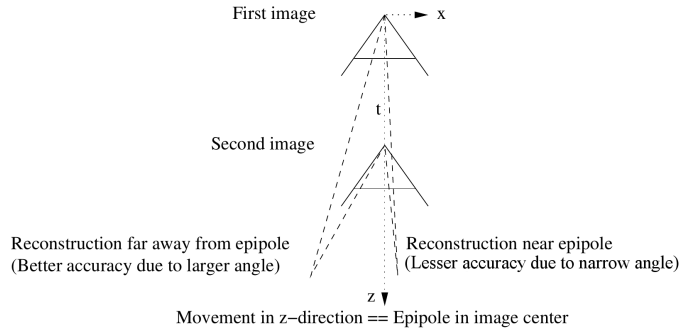 First image
x
t
Second image
Reconstruction far away from epipole
(Better accuracy due to larger angle)
Reconstruction near epipole
(Lesser accuracy due to narrow angle)
z
Movement in z−direction == Epipole in image center